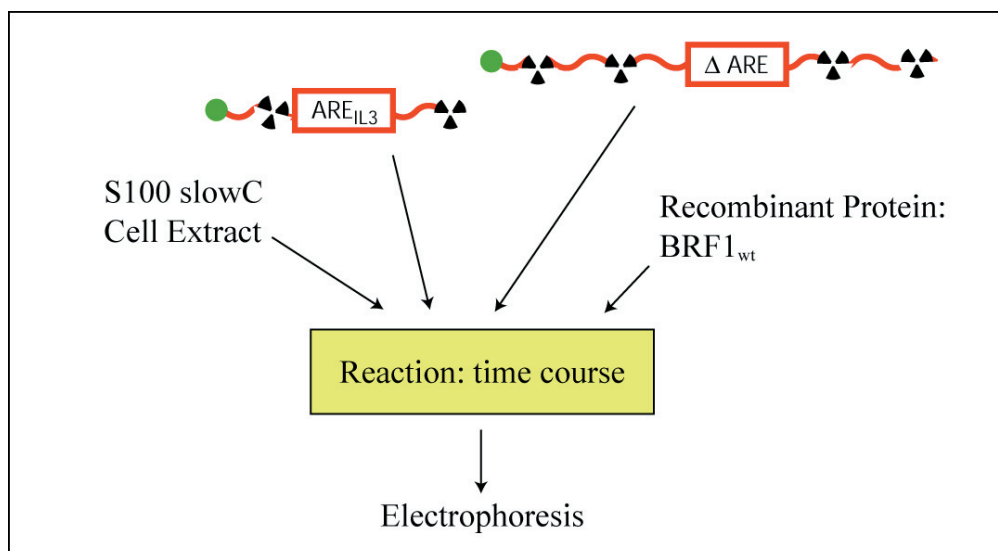 Δ ARE
ARE_IL3
S100 slowC
Cell Extract
Recombinant Protein:
BRF1_wt
Reaction: time course
Electrophoresis